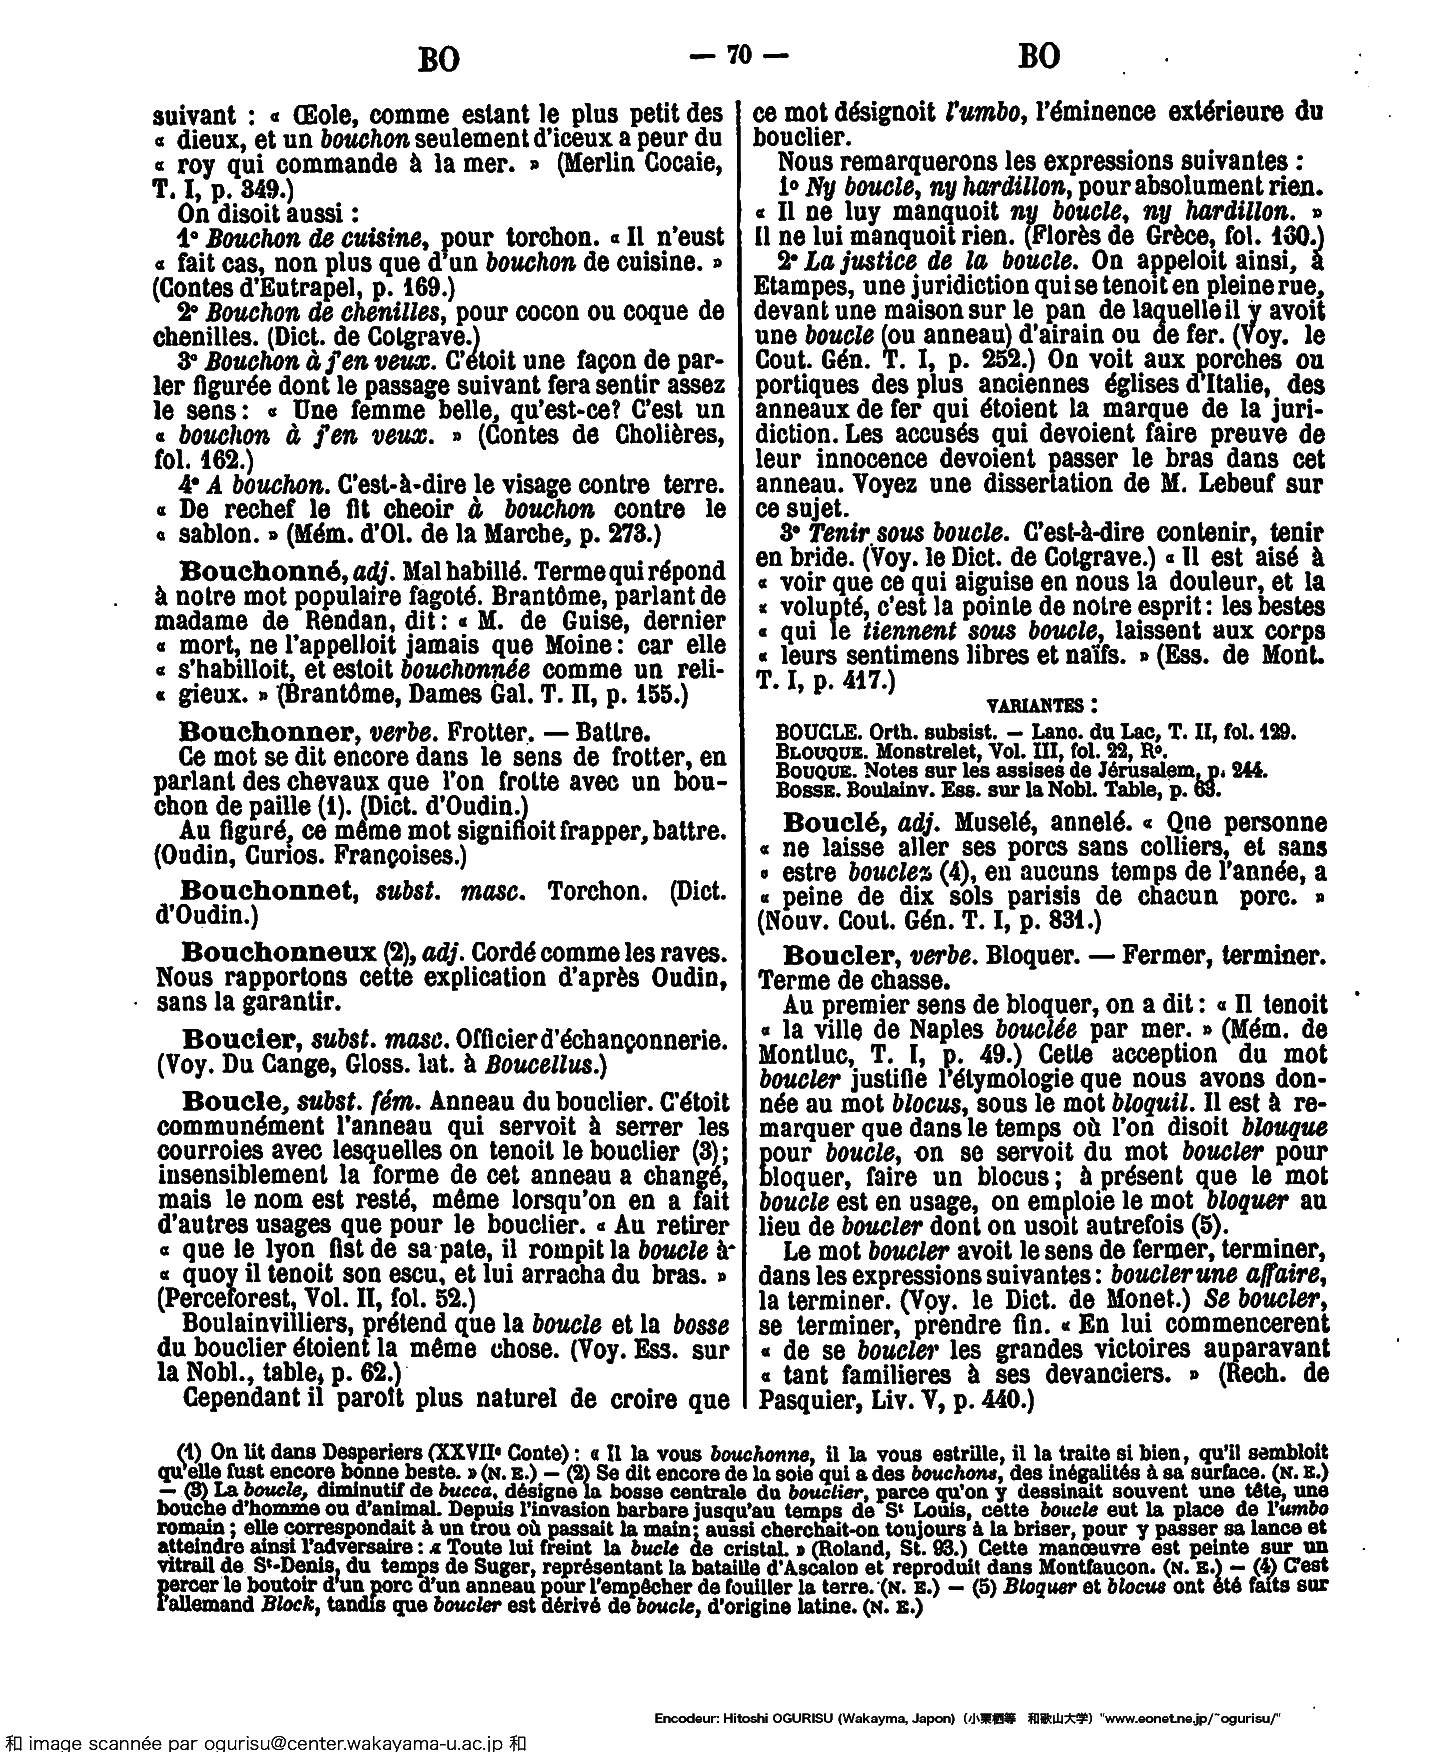 BO
— 70 —
BO
suivant : « Œole, comme estant le plus petit des
« dieux, et un bouchon seulement d'iceux a peur du
« roy qui commande à la mer. » (Merlin Cocaie,
T. I, p. 349.)
On disoit aussi :
1° Bouchon de cuisine, pour torchon. « Il n'eust
« fait cas, non plus que d'un bouchon de cuisine. »
(Contes d'Eutrapel, p. 169.)
2° Bouchon de chenilles, pour cocon ou coque de
chenilles. (Dict. de Cotgrave.)
3° Bouchon à j'en veux. C'étoit une façon de par-
ler figurée dont le passage suivant fera sentir assez
le sens : « Une femme belle, qu'est-ce? C'est un
« bouchon à j'en veux. » (Contes de Cholières,
fol. 162.)
4° A bouchon. C'est-à-dire le visage contre terre.
« De rechef le fit cheoir à bouchon contre le
« sablon. » (Mém. d'Ol. de la Marche, p. 273.)
Bouchonné, adj. Mal habillé. Terme qui répond
à notre mot populaire fagoté. Brantôme, parlant de
madame de Rendan, dit : « M. de Guise, dernier
« mort, ne l'appelloit jamais que Moine : car elle
« s'habilloit, et estoit bouchonnée comme un reli-
« gieux. » (Brantôme, Dames Gal. T. II, p. 155.)
Bouchonner, verbe. Frotter. — Battre.
Ce mot se dit encore dans le sens de frotter, en
parlant des chevaux que l'on frotte avec un bou-
chon de paille (1). (Dict. d'Oudin.)
Au figuré, ce même mot signifioit frapper, battre.
(Oudin, Curios. Françoises.)
Bouchonnet, subst. masc. Torchon. (Dict.
d'Oudin.)
Bouchonneux (2), adj. Cordé comme les raves.
Nous rapportons cette explication d'après Oudin,
sans la garantir.
Boucier, subst. masc. Officier d'échançonnerie.
(Voy. Du Cange, Gloss. lat. à Boucellus.)
Boucle, subst. fém. Anneau du bouclier. C'étoit
communément l'anneau qui servoit à serrer les
courroies avec lesquelles on tenoit le bouclier (3);
insensiblement la forme de cet anneau a changé,
mais le nom est resté, même lorsqu'on en a fait
d'autres usages que pour le bouclier. « Au retirer
« que le lyon fist de sa pate, il rompit la boucle à
« quoy il tenoit son escu, et lui arracha du bras. »
(Perceforest, Vol. II, fol. 52.)
Boulainvilliers, prétend que la boucle et la bosse
du bouclier étoient la même chose. (Voy. Ess. sur
la Nobl., table, p. 62.)
Cependant il paroît plus naturel de croire que
ce mot désignoit l'umbo, l'éminence extérieure du
bouclier.
Nous remarquerons les expressions suivantes :
1° Ny boucle, ny hardillon, pour absolument rien.
« Il ne luy manquoit ny boucle, ny hardillon. »
Il ne lui manquoit rien. (Florès de Grèce, fol. 160.)
2° La justice de la boucle. On appeloit ainsi, à
Etampes, une juridiction qui se tenoit en pleine rue,
devant une maison sur le pan de laquelle il y avoit
une boucle (ou anneau) d'airain ou de fer. (Voy. le
Cout. Gén. T. I, p. 252.) On voit aux porches ou
portiques des plus anciennes églises d'Italie, des
anneaux de fer qui étoient la marque de la juri-
diction. Les accusés qui devoient faire preuve de
leur innocence devoient passer le bras dans cet
anneau. Voyez une dissertation de M. Lebeuf sur
ce sujet.
3° Tenir sous boucle. C'est-à-dire contenir, tenir
en bride. (Voy. le Dict. de Cotgrave.) « Il est aisé à
« voir que ce qui aiguise en nous la douleur, et la
« volupté, c'est la pointe de notre esprit : les bestes
« qui le tiennent sous boucle, laissent aux corps
« leurs sentimens libres et naïfs. » (Ess. de Mont.
T. I, p. 417.)
VARIANTES :
BOUCLE. Orth. subsist. — Lanc. du Lac, T. II, fol. 129.
BLOUQUE. Monstrelet, Vol. III, fol. 22, R°.
BOUQUE. Notes sur les assises de Jérusalem, p. 244.
BOSSE. Boulainv. Ess. sur la Nobl. Table, p. 63.
Bouclé, adj. Muselé, annelé. « Que personne
« ne laisse aller ses porcs sans colliers, et sans
« estre bouclez (4), en aucuns temps de l'année, a
« peine de dix sols parisis de chacun porc. »
(Nouv. Cout. Gén. T. I, p. 831.)
Boucler, verbe. Bloquer. — Fermer, terminer.
Terme de chasse.
Au premier sens de bloquer, on a dit : « Il tenoit
« la ville de Naples bouclée par mer. » (Mém. de
Montluc, T. I, p. 49.) Cette acception du mot
boucler justifie l'étymologie que nous avons don-
née au mot blocus, sous le mot bloquil. Il est à re-
marquer que dans le temps où l'on disoit blouque
pour boucle, on se servoit du mot boucler pour
bloquer, faire un blocus ; à présent que le mot
boucle est en usage, on emploie le mot bloquer au
lieu de boucler dont on usoit autrefois (5).
Le mot boucler avoit le sens de fermer, terminer,
dans les expressions suivantes : boucler une affaire,
la terminer. (Voy. le Dict. de Monet.) Se boucler,
se terminer, prendre fin. « En lui commencerent
« de se boucler les grandes victoires auparavant
« tant familieres à ses devanciers. » (Rech. de
Pasquier, Liv. V, p. 440.)
(1) On lit dans Desperiers (XXVIIe Conte) : « Il la vous bouchonne, il la vous estrille, il la traite si bien, qu'il sembloit
qu'elle fust encore bonne beste. » (N. E.) — (2) Se dit encore de la soie qui a des bouchons, des inégalités à sa surface. (N. E.)
— (3) La boucle, diminutif de bucca, désigne la bosse centrale du bouclier, parce qu'on y dessinait souvent une tête, une
bouche d'homme ou d'animal. Depuis l'invasion barbare jusqu'au temps de St Louis, cette boucle eut la place de l'umbo
romain ; elle correspondait à un trou où passait la main; aussi cherchait-on toujours à la briser, pour y passer sa lance et
atteindre ainsi l'adversaire : « Toute lui freint la bucle de cristal. » (Roland, St. 93.) Cette manœuvre est peinte sur un
vitrail de St-Denis, du temps de Suger, représentant la bataille d'Ascalon et reproduit dans Montfaucon. (N. E.) — (4) C'est
percer le boutoir d'un porc d'un anneau pour l'empêcher de fouiller la terre. (N. E.) — (5) Bloquer et blocus ont été faits sur
l'allemand Block, tandis que boucler est dérivé de boucle, d'origine latine. (N. E.)
Encodeur: Hitoshi OGURISU (Wakayma, Japon) (小栗栖等 和歌山大学) "www.eonet.ne.jp/~ogurisu/"
和 image scannée par ogurisu@center.wakayama-u.ac.jp 和